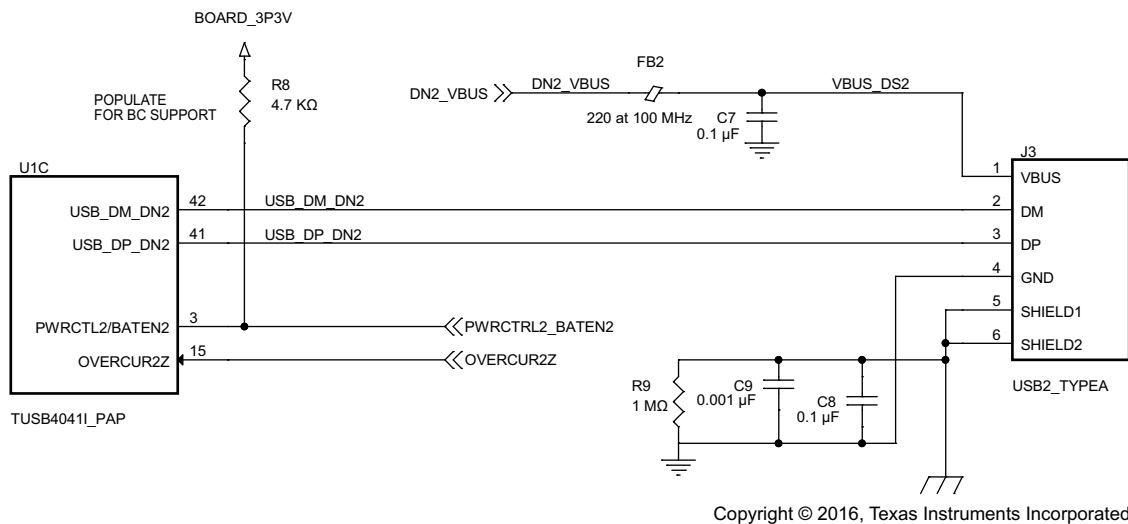 BOARD_3P3V
R8
4.7 KΩ
POPULATE
FOR BC SUPPORT
FB2
DN2_VBUS
DN2_VBUS
VBUS_DS2
220 at 100 MHz
C7
0.1 µF
U1C
J3
1
VBUS
USB_DM_DN2
42
USB_DM_DN2
2
DM
USB_DP_DN2
41
USB_DP_DN2
3
DP
4
GND
5
SHIELD1
PWRCTL2/BATEN2
3
PWRCTRL2_BATEN2
6
SHIELD2
OVERCUR2Z
15
OVERCUR2Z
R9
1 MΩ
C9
0.001 µF
C8
0.1 µF
USB2_TYPEA
TUSB4041I_PAP
Copyright © 2016, Texas Instruments Incorporated